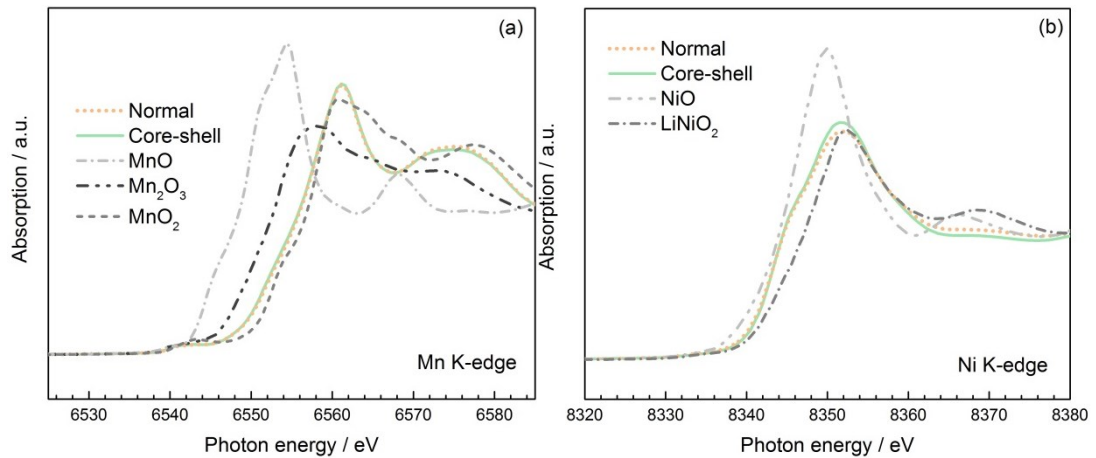 (a)
Normal
Core-shell
MnO
Mn₂O₃
MnO₂
Absorption / a.u.
Mn K-edge
6530 6540 6550 6560 6570 6580
Photon energy / eV
(b)
Normal
Core-shell
NiO
LiNiO₂
Absorption / a.u.
Ni K-edge
8320 8330 8340 8350 8360 8370 8380
Photon energy / eV